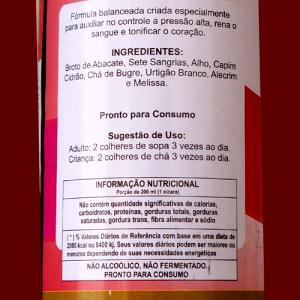 Fórmula balanceada criada especialmente
para auxiliar no controle a pressão alta, rena o
sangue e tonificar o coração.
INGREDIENTES:
Broto de Abacate, Sete Sangrias, Alho, Capim
Cidrão, Chá de Bugre, Urtigão Branco, Alecrim
e Melissa.
Pronto para Consumo
Sugestão de Uso:
Adulto: 2 colheres de sopa 3 vezes ao dia.
Criança: 2 colheres de chá 3 vezes ao dia.
INFORMAÇÃO NUTRICIONAL
Porção de 200 ml (1 xícara)
Não contém quantidade significativas de calorias,
carboidratos, proteínas, gorduras totais, gorduras
saturadas, gordura trans, fibra alimentar e sódio
( * ) % Valores Diários de Referência com base em uma dieta de
2000 kcal ou 8400 kj. Seus valores diários podem ser maiores ou
menores dependendo de suas necessidades energéticas
NÃO ALCOÓLICO, NÃO FERMENTADO.
PRONTO PARA CONSUMO